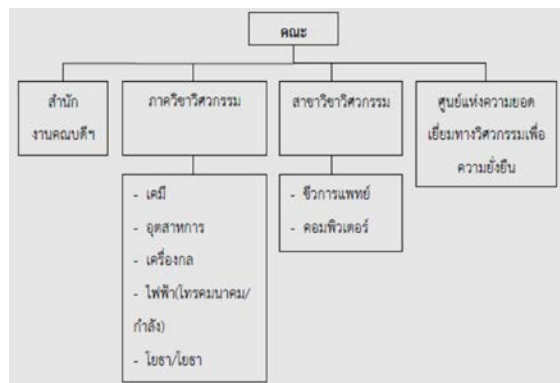 คณะ
สำนัก
งานคณบดีฯ
ภาควิชาวิศวกรรม
สาขาวิชาวิศวกรรม
ศูนย์แห่งความยอด
เยี่ยมทางวิศวกรรมเพื่อ
ความยั่งยืน
- เคมี
- อุตสาหการ
- เครื่องกล
- ไฟฟ้า(โทรคมนาคม/
กำลัง)
- โยธา/โยธา
- ชีวการแพทย์
- คอมพิวเตอร์